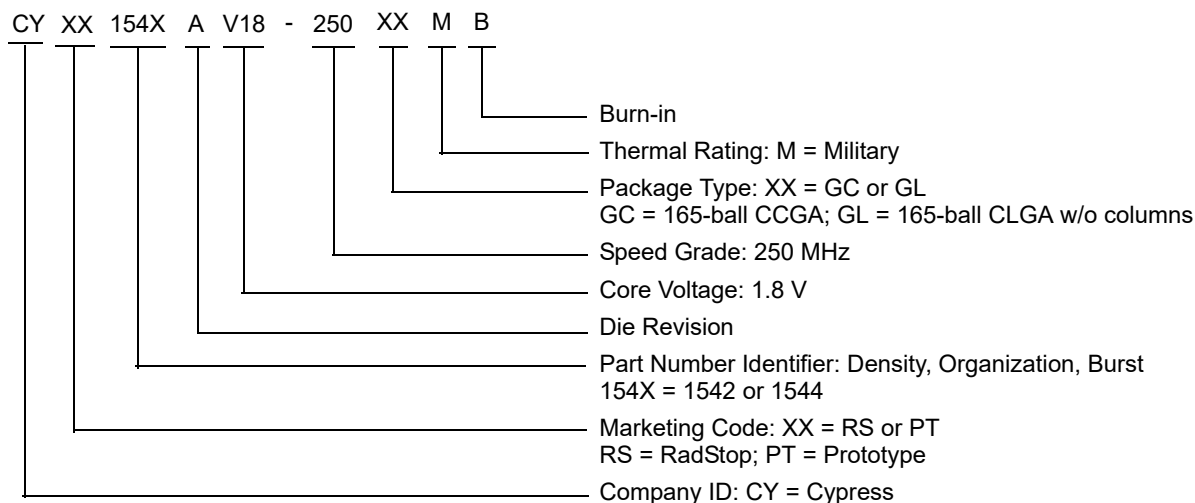 CY XX 154X A V18 - 250 XX M B
Burn-in
Thermal Rating: M = Military
Package Type: XX = GC or GL
GC = 165-ball CCGA; GL = 165-ball CLGA w/o columns
Speed Grade: 250 MHz
Core Voltage: 1.8 V
Die Revision
Part Number Identifier: Density, Organization, Burst
154X = 1542 or 1544
Marketing Code: XX = RS or PT
RS = RadStop; PT = Prototype
Company ID: CY = Cypress